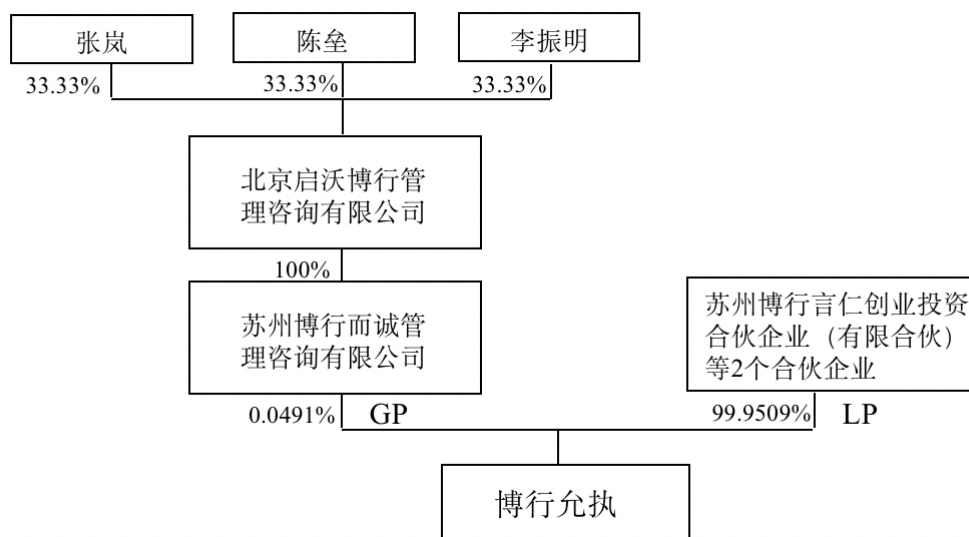 张岚
陈垒
李振明
33.33%
33.33%
33.33%
北京启沃博行管
理咨询有限公司
100%
苏州博行而诚管
理咨询有限公司
苏州博行言仁创业投资
合伙企业（有限合伙）
等2个合伙企业
0.0491%
GP
99.9509%
LP
博行允执